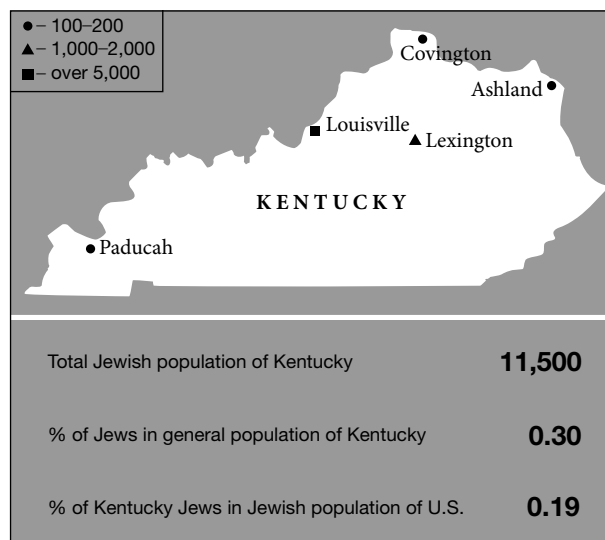 ● – 100–200
▲ – 1,000–2,000
■ – over 5,000
Covington
Ashland
Louisville
Lexington
KENTUCKY
Paducah
Total Jewish population of Kentucky 11,500
% of Jews in general population of Kentucky 0.30
% of Kentucky Jews in Jewish population of U.S. 0.19